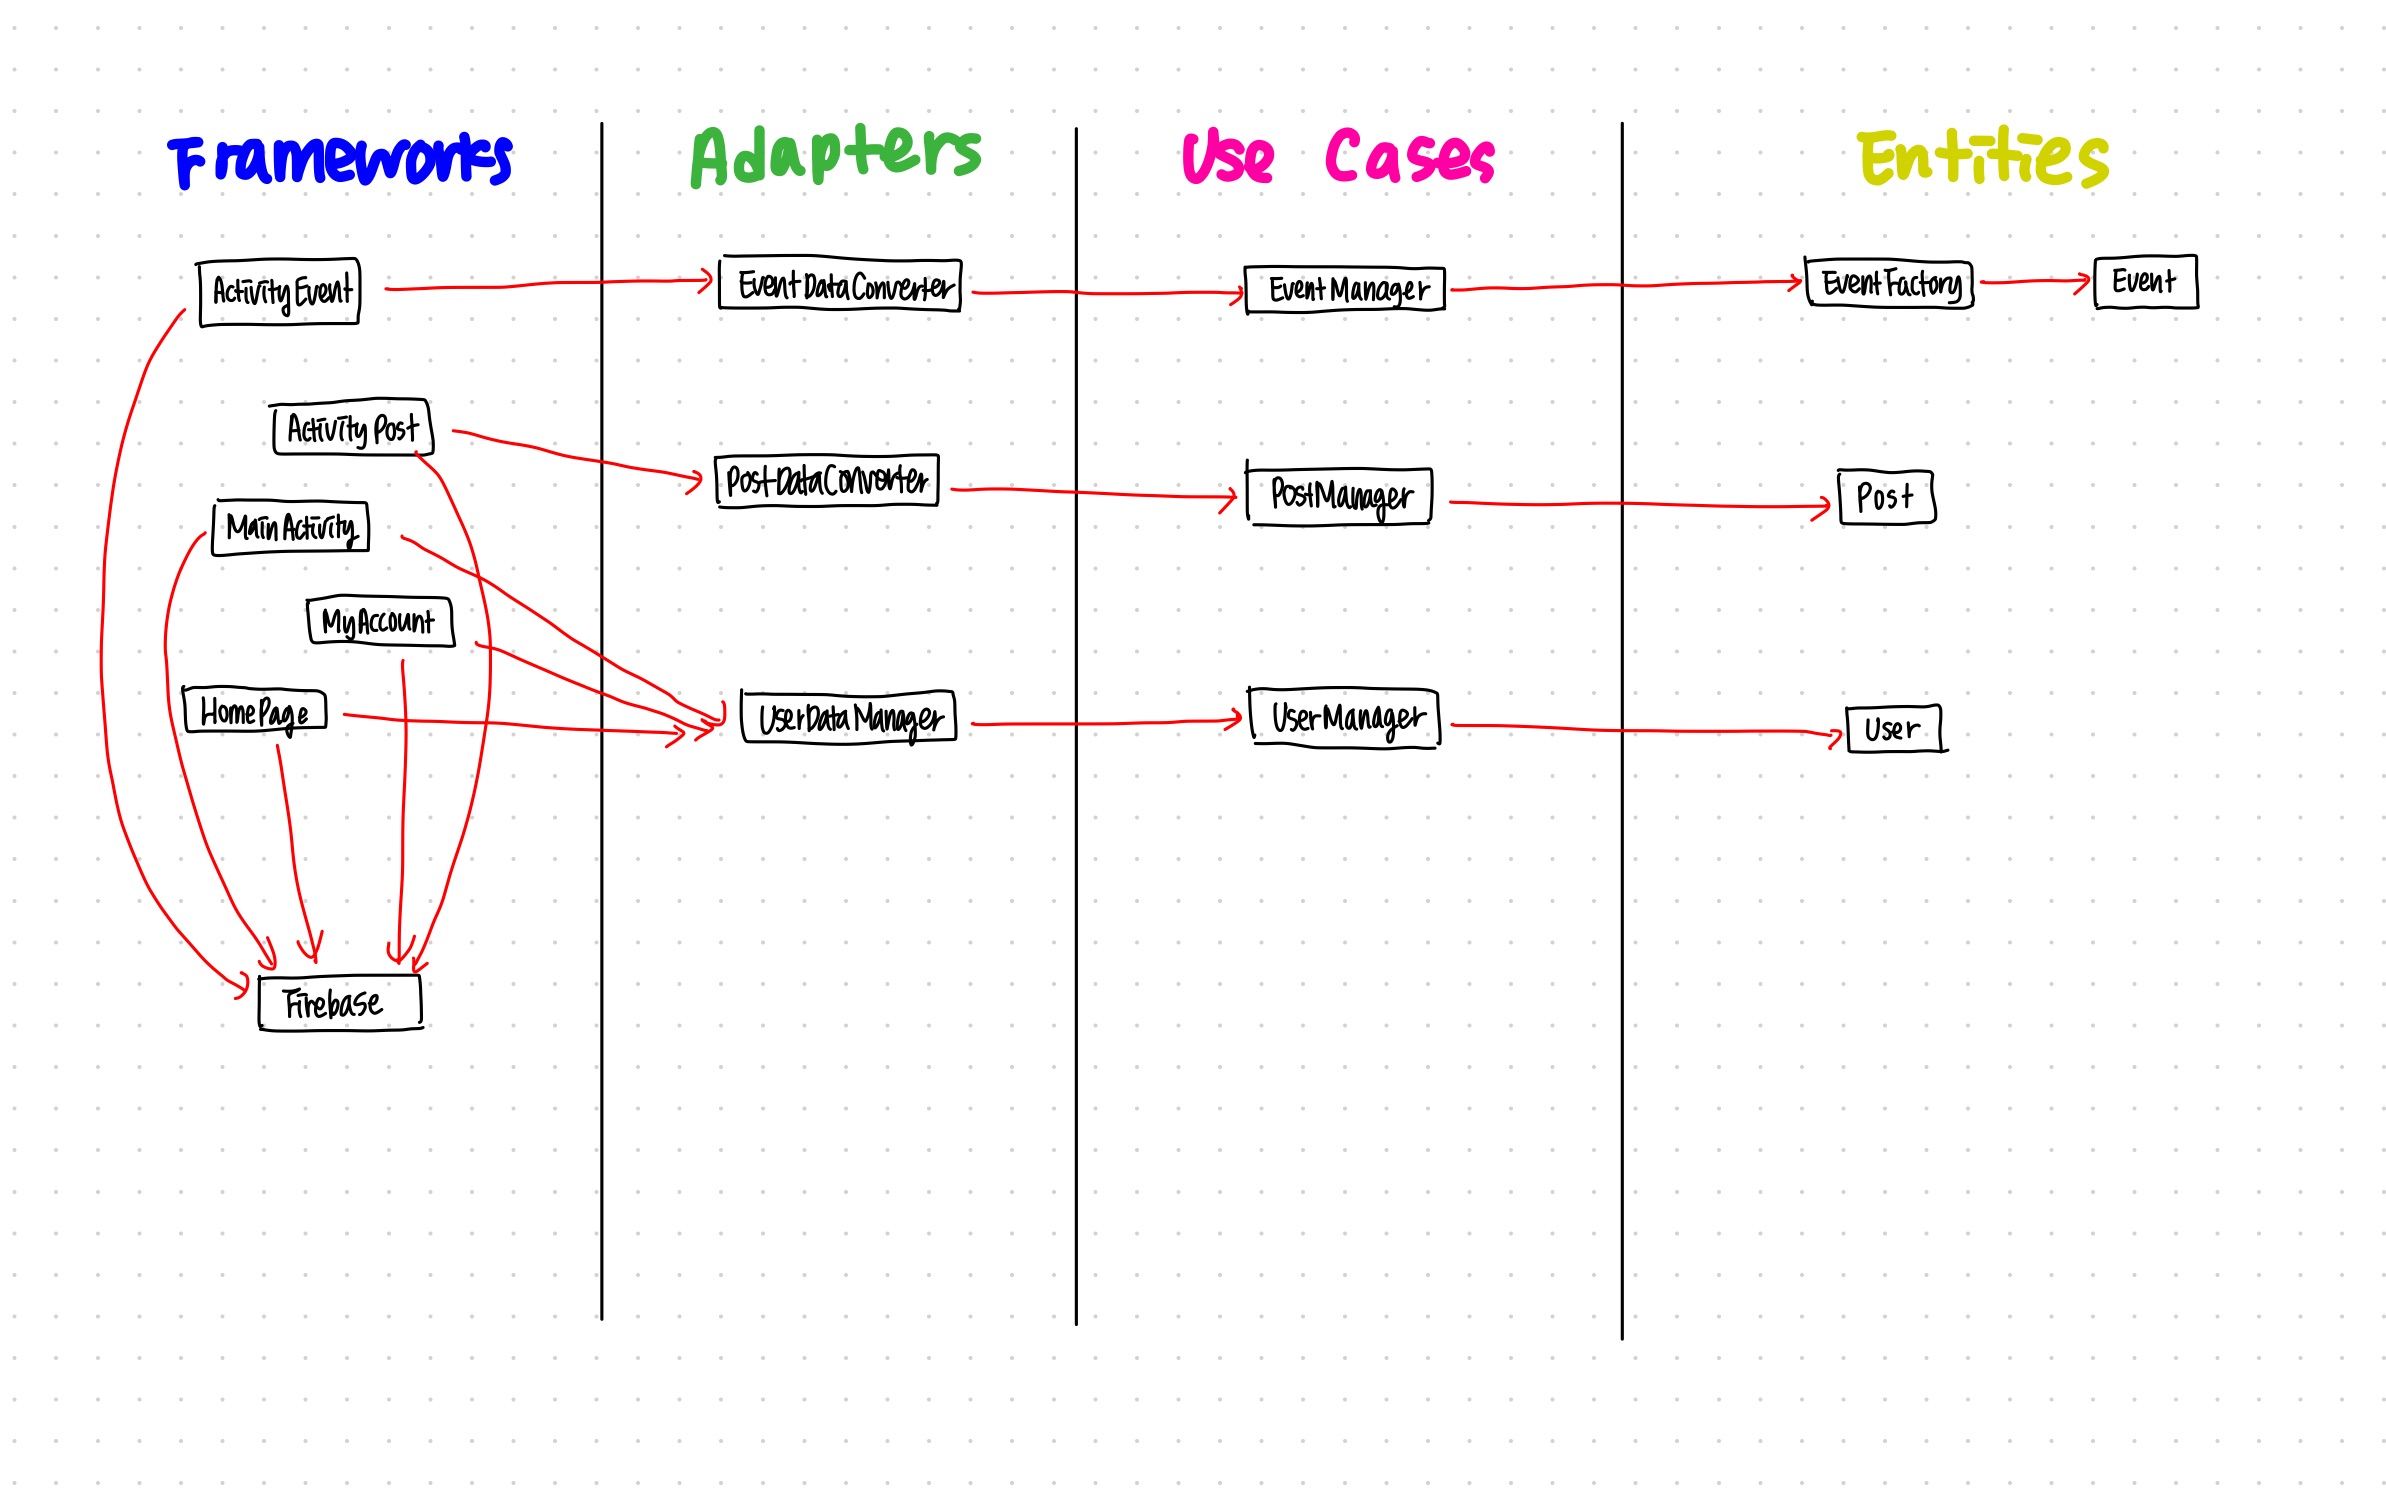 Frameworks
Adapters
Use Cases
Entities
ActivityEvent
EventDataConverter
EventManager
EventFactory
Event
ActivityPost
PostDataConverter
PostManager
Post
MainActivity
MyAccount
HomePage
UserDataManager
UserManager
User
Firebase